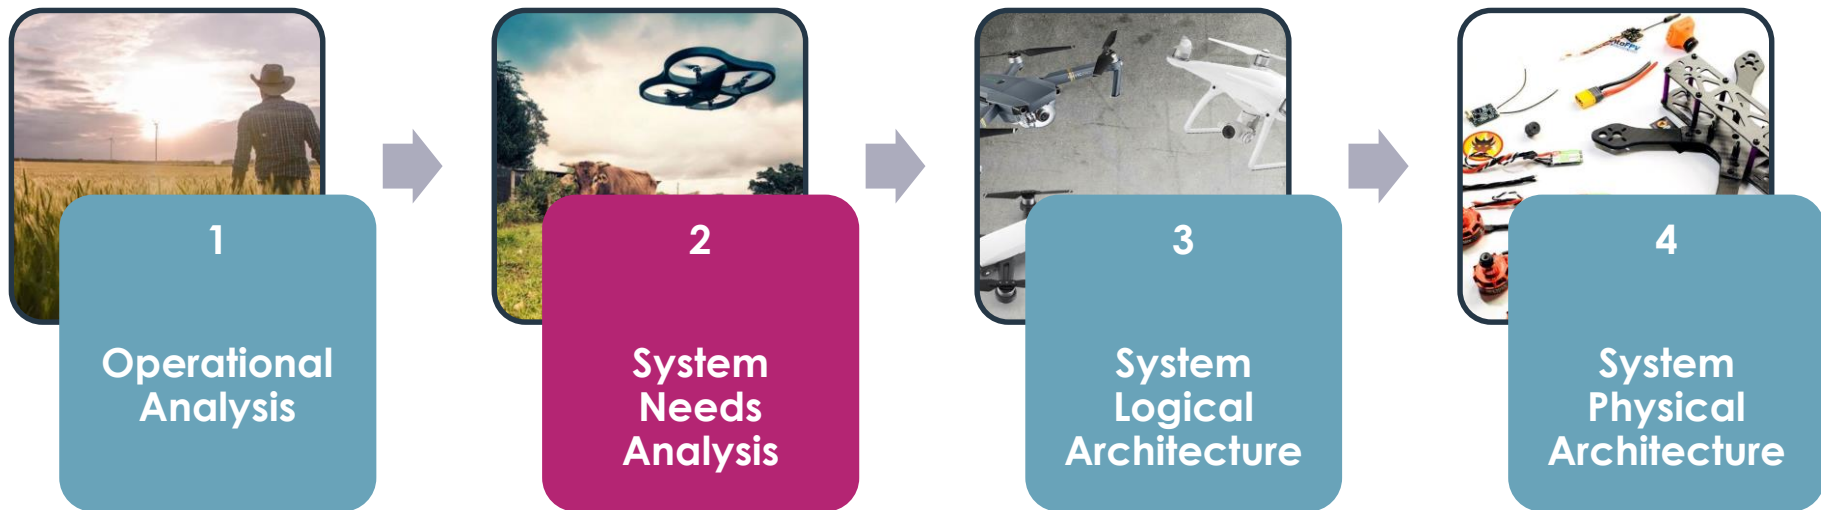 1
Operational
Analysis
2
System
Needs
Analysis
3
System
Logical
Architecture
4
System
Physical
Architecture